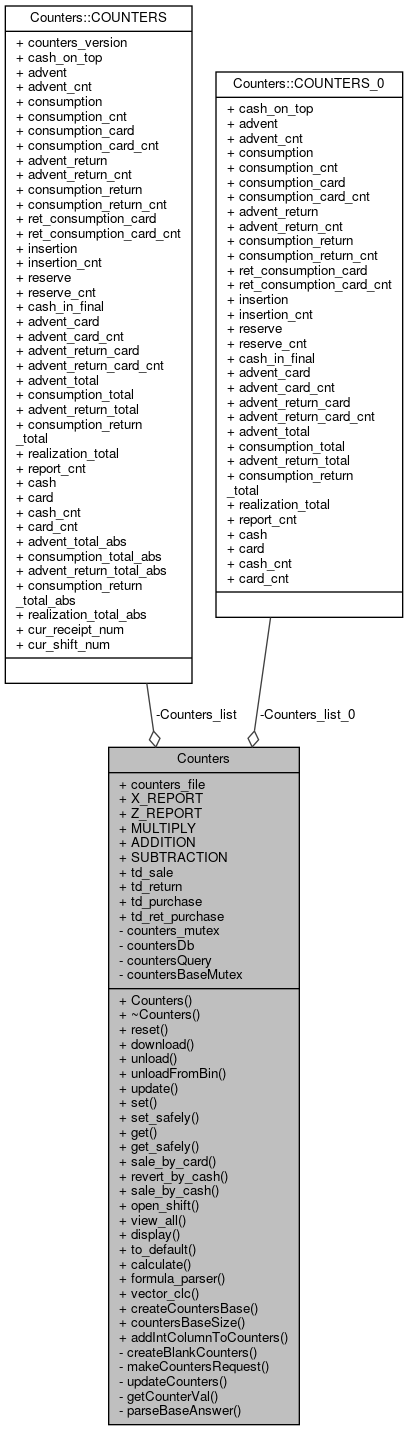 Counters::COUNTERS
+ counters_version
+ cash_on_top
+ advent
+ advent_cnt
+ consumption
+ consumption_cnt
+ consumption_card
+ consumption_card_cnt
+ advent_return
+ advent_return_cnt
+ consumption_return
+ consumption_return_cnt
+ ret_consumption_card
+ ret_consumption_card_cnt
+ insertion
+ insertion_cnt
+ reserve
+ reserve_cnt
+ cash_in_final
+ advent_card
+ advent_card_cnt
+ advent_return_card
+ advent_return_card_cnt
+ advent_total
+ consumption_total
+ advent_return_total
+ consumption_return
_total
+ realization_total
+ report_cnt
+ cash
+ card
+ cash_cnt
+ card_cnt
+ advent_total_abs
+ consumption_total_abs
+ advent_return_total_abs
+ consumption_return
_total_abs
+ realization_total_abs
+ cur_receipt_num
+ cur_shift_num
Counters::COUNTERS_0
+ cash_on_top
+ advent
+ advent_cnt
+ consumption
+ consumption_cnt
+ consumption_card
+ consumption_card_cnt
+ advent_return
+ advent_return_cnt
+ consumption_return
+ consumption_return_cnt
+ ret_consumption_card
+ ret_consumption_card_cnt
+ insertion
+ insertion_cnt
+ reserve
+ reserve_cnt
+ cash_in_final
+ advent_card
+ advent_card_cnt
+ advent_return_card
+ advent_return_card_cnt
+ advent_total
+ consumption_total
+ advent_return_total
+ consumption_return
_total
+ realization_total
+ report_cnt
+ cash
+ card
+ cash_cnt
+ card_cnt
-Counters_list
-Counters_list_0
Counters
+ counters_file
+ X_REPORT
+ Z_REPORT
+ MULTIPLY
+ ADDITION
+ SUBTRACTION
+ td_sale
+ td_return
+ td_purchase
+ td_ret_purchase
- counters_mutex
- countersDb
- countersQuery
- countersBaseMutex
+ Counters()
+ ~Counters()
+ reset()
+ download()
+ unload()
+ unloadFromBin()
+ update()
+ set()
+ set_safely()
+ get()
+ get_safely()
+ sale_by_card()
+ revert_by_cash()
+ sale_by_cash()
+ open_shift()
+ view_all()
+ display()
+ to_default()
+ calculate()
+ formula_parser()
+ vector_clc()
+ createCountersBase()
+ countersBaseSize()
+ addIntColumnToCounters()
- createBlankCounters()
- makeCountersRequest()
- updateCounters()
- getCounterVal()
- parseBaseAnswer()